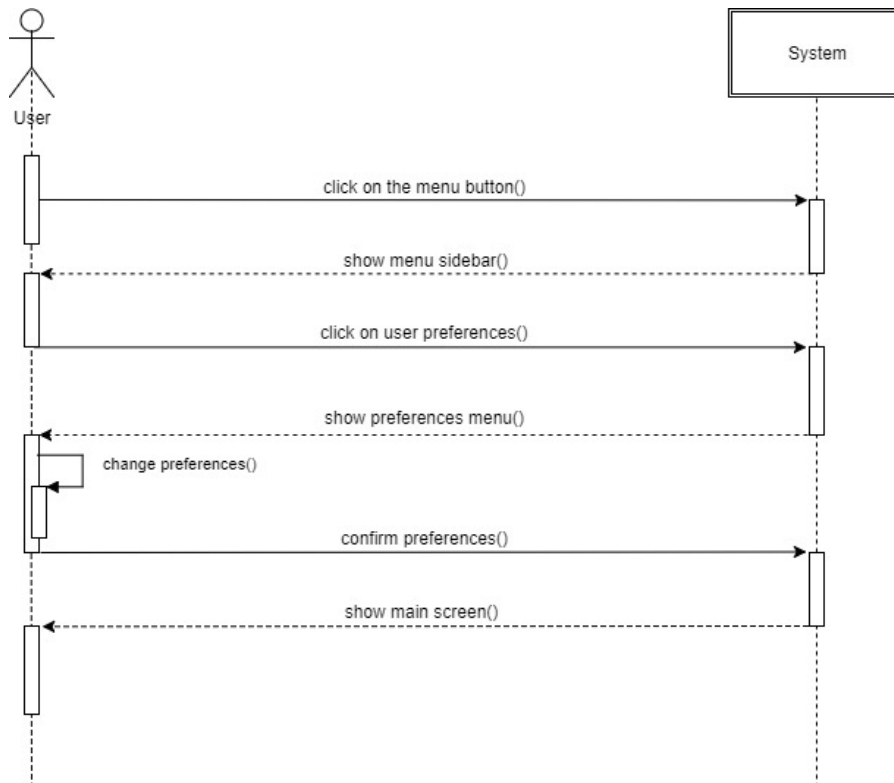 System
User
click on the menu button()
show menu sidebar()
click on user preferences()
show preferences menu()
change preferences()
confirm preferences()
show main screen()